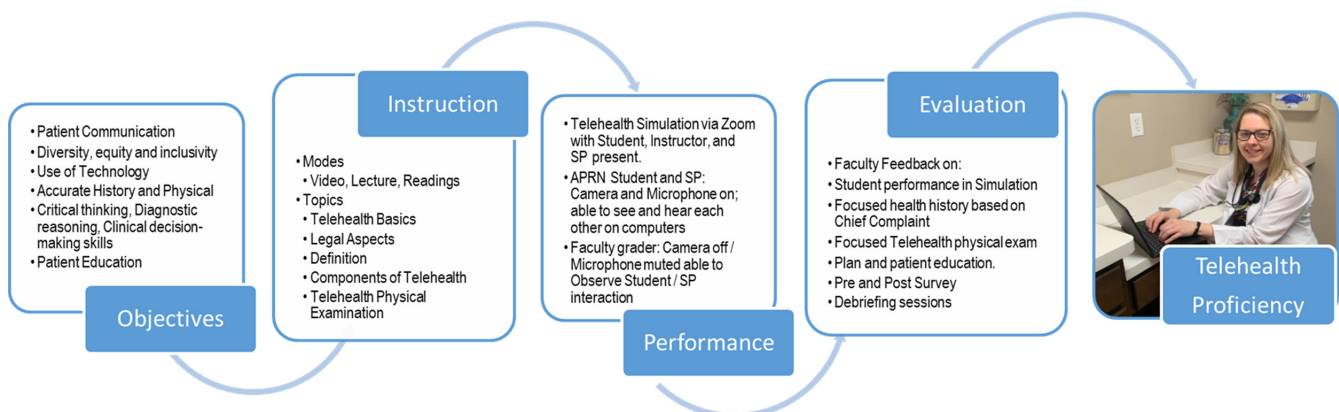 • Patient Communication
• Diversity, equity and inclusivity
• Use of Technology
• Accurate History and Physical
• Critical thinking, Diagnostic
reasoning, Clinical decision-
making skills
• Patient Education
Objectives
Instruction
• Modes
• Video, Lecture, Readings
• Topics
• Telehealth Basics
• Legal Aspects
• Definition
• Components of Telehealth
• Telehealth Physical
Examination
• Telehealth Simulation via Zoom
with Student, Instructor, and
SP present.
• APRN Student and SP:
Camera and Microphone on;
able to see and hear each
other on computers
• Faculty grader: Camera off /
Microphone muted able to
Observe Student / SP
interaction
Performance
Evaluation
• Faculty Feedback on:
• Student performance in Simulation
• Focused health history based on
Chief Complaint
• Focused Telehealth physical exam
• Plan and patient education.
• Pre and Post Survey
• Debriefing sessions
Telehealth
Proficiency